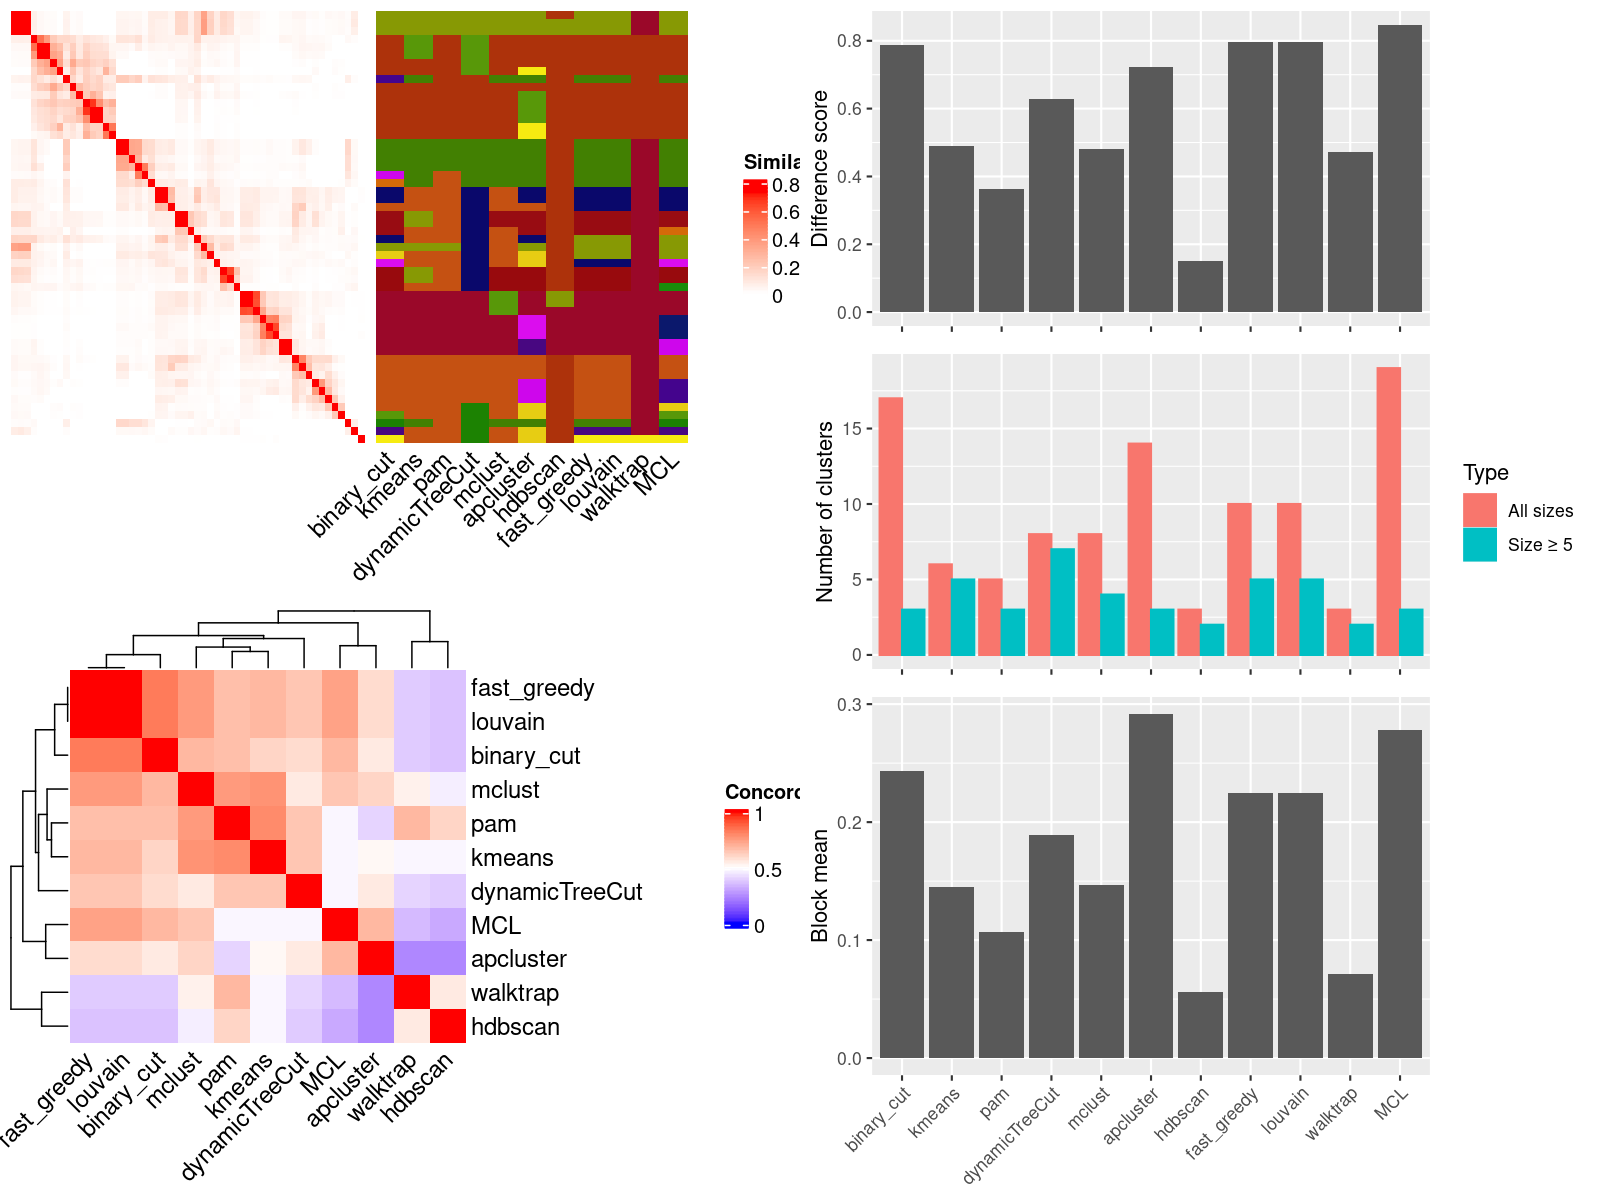 Simila
0.8
0.6
0.4
0.2
0
binary_cut
kmeans
pam
dynamicTreeCut
mclust
apcluster
hdbscan
fast_greedy
louvain
walktrap
MCL
fast_greedy
louvain
binary_cut
mclust
pam
kmeans
dynamicTreeCut
MCL
apcluster
walktrap
hdbscan
fast_greedy
louvain
binary_cut
mclust
pam
kmeans
dynamicTreeCut
MCL
apcluster
walktrap
hdbscan
Concord
1
0.5
0
Difference score
0.8
0.6
0.4
0.2
0.0
Number of clusters
15
10
5
0
Type
All sizes
Size ≥ 5
Block mean
0.3
0.2
0.1
0.0
binary_cut
kmeans
pam
dynamicTreeCut
mclust
apcluster
hdbscan
fast_greedy
louvain
walktrap
MCL